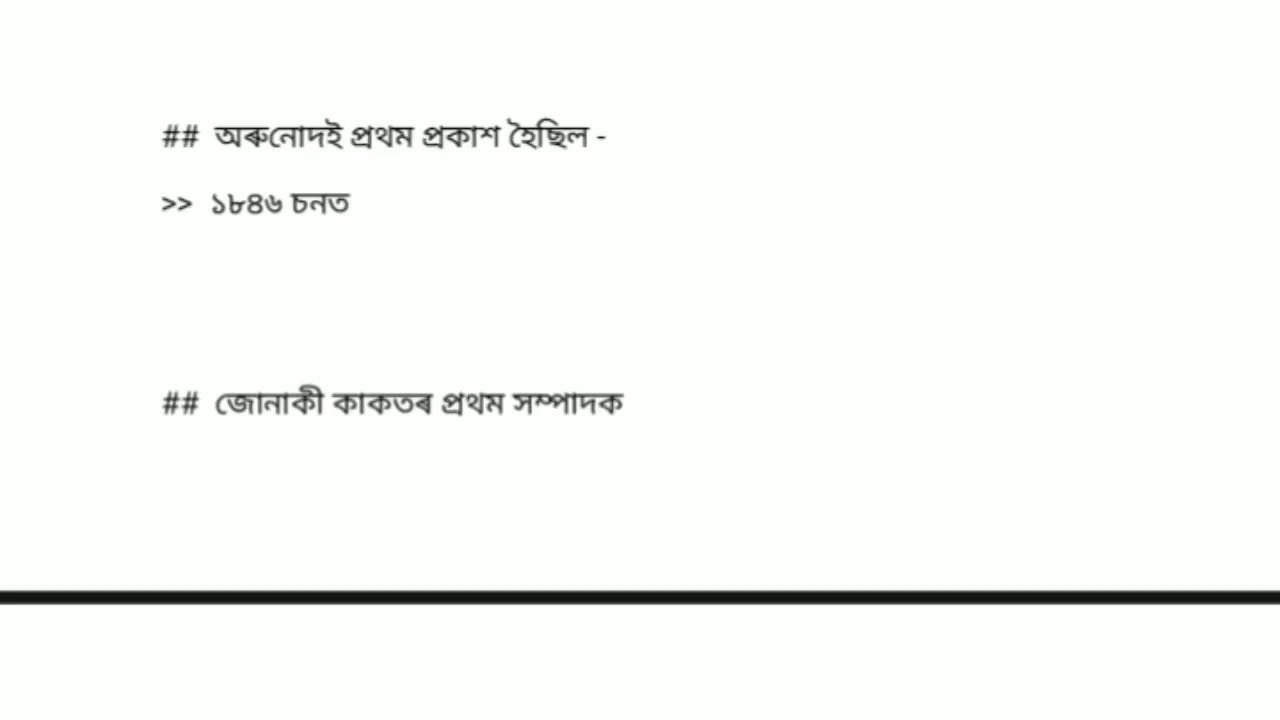 ## অৰুনোদই প্ৰথম প্ৰকাশ হৈছিল -
>> ১৮৪৬ চনত
## জোনাকী কাকতৰ প্ৰথম সম্পাদক